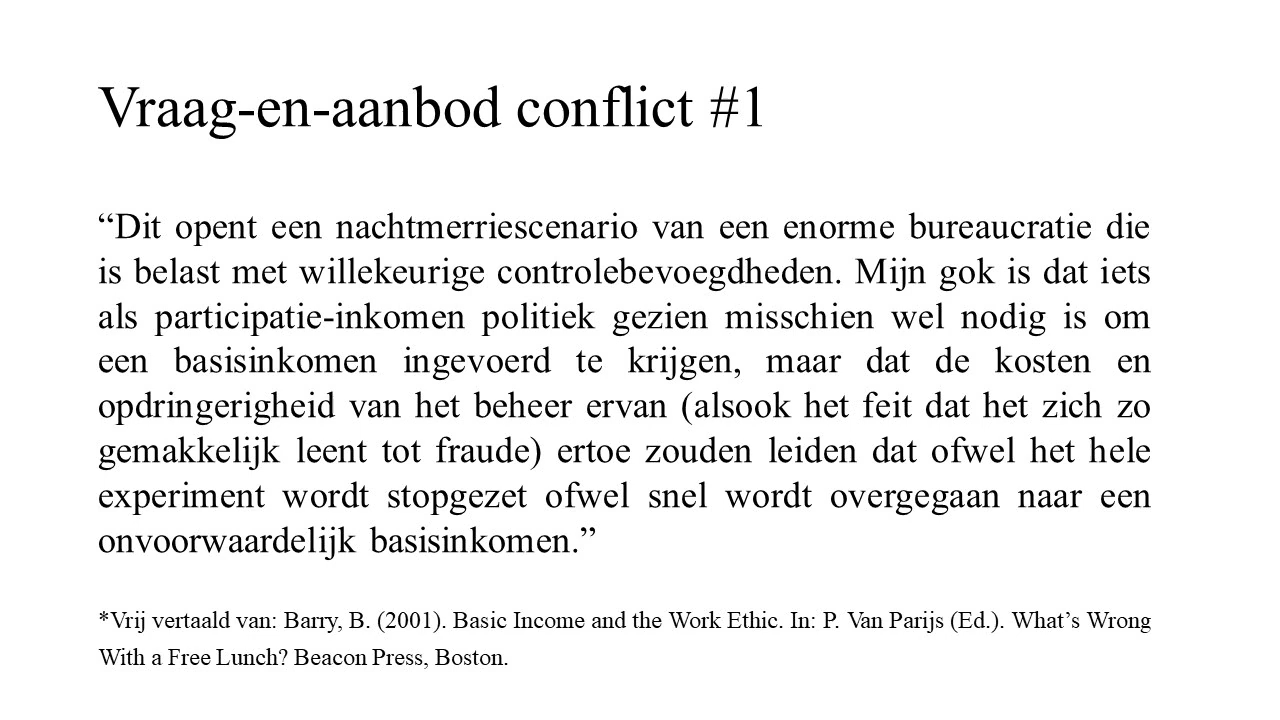 Vraag-en-aanbod conflict #1
“Dit opent een nachtmerriescenario van een enorme bureaucratie die
is belast met willekeurige controlebevoegdheden. Mijn gok is dat iets
als participatie-inkomen politiek gezien misschien wel nodig is om
een basisinkomen ingevoerd te krijgen, maar dat de kosten en
opdringerigheid van het beheer ervan (alsook het feit dat het zich zo
gemakkelijk leent tot fraude) ertoe zouden leiden dat ofwel het hele
experiment wordt stopgezet ofwel snel wordt overgegaan naar een
onvoorwaardelijk basisinkomen.”
*Vrij vertaald van: Barry, B. (2001). Basic Income and the Work Ethic. In: P. Van Parijs (Ed.). What’s Wrong
With a Free Lunch? Beacon Press, Boston.